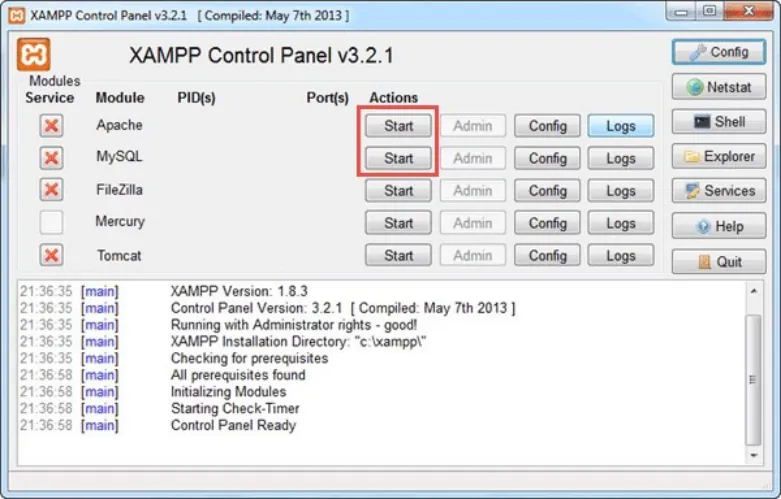 XAMPP Control Panel v3.2.1 [ Compiled: May 7th 2013 ]
XAMPP Control Panel v3.2.1
Config
Modules
Service Module PID(s) Port(s) Actions
Netstat
Apache Start Admin Config Logs
Shell
MySQL Start Admin Config Logs
Explorer
FileZilla Start Admin Config Logs
Services
Mercury Start Admin Config Logs
Help
Tomcat Start Admin Config Logs
Quit
21:36:35 [main] XAMPP Version: 1.8.3
21:36:35 [main] Control Panel Version: 3.2.1 [ Compiled: May 7th 2013 ]
21:36:35 [main] Running with Administrator rights - good!
21:36:35 [main] XAMPP Installation Directory: "c:\xampp\"
21:36:35 [main] Checking for prerequisites
21:36:58 [main] All prerequisites found
21:36:58 [main] Initializing Modules
21:36:58 [main] Starting Check-Timer
21:36:58 [main] Control Panel Ready